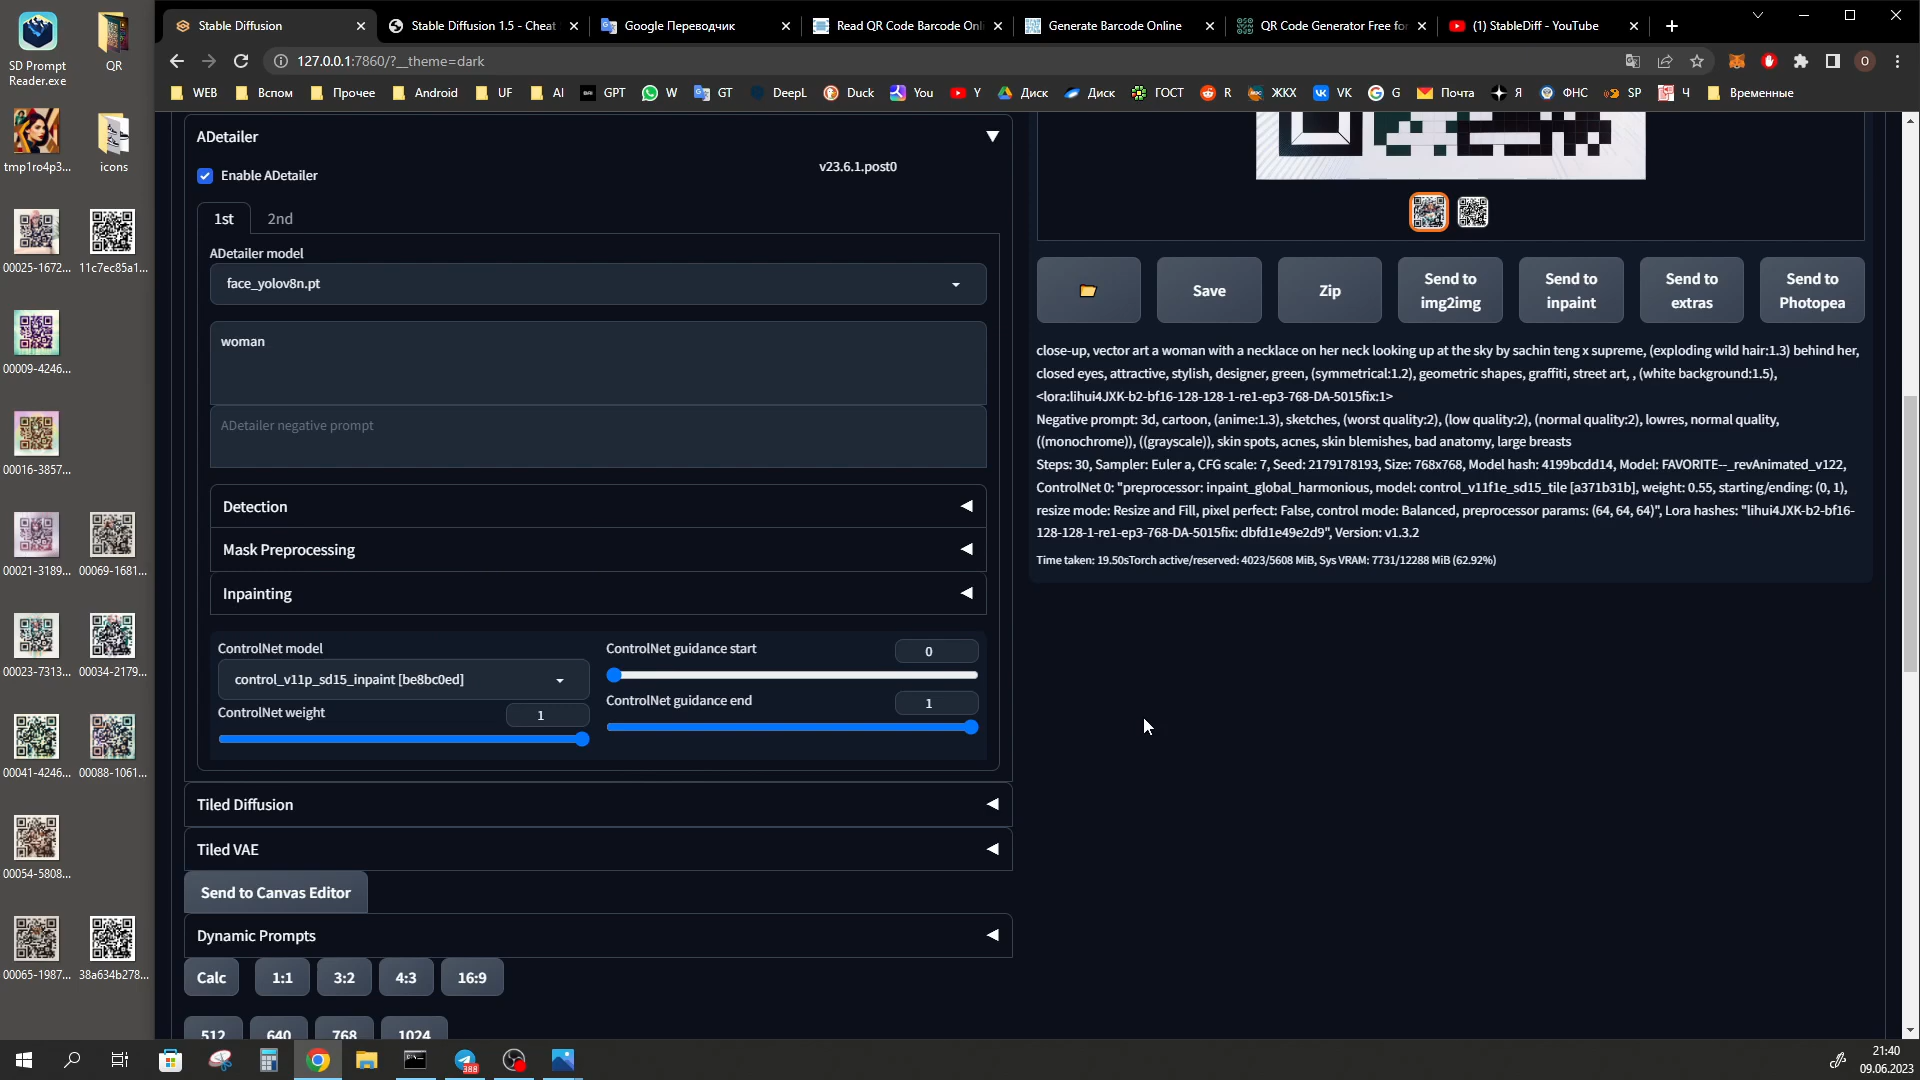 SD Prompt
Reader.exe
QR
tmp1ro4p3...
icons
00025-1672...
11c7ec85a1...
00009-4246...
00016-3857...
00021-3189...
00069-1681...
00023-7313...
00034-2179...
00041-4246...
00088-1061...
00054-5808...
00065-1987...
38a634b278...
Stable Diffusion
Stable Diffusion 1.5 - Cheat
Google Переводчик
Read QR Code Barcode Onl
Generate Barcode Online
QR Code Generator Free for
(1) StableDiff - YouTube
127.0.0.1:7860/?__theme=dark
O
WEB
Вспом
Прочее
Android
UF
AI
GPT
W
GT
DeepL
Duck
You
Y
Диск
Диск
ГОСТ
R
ЖКХ
VK
G
Почта
Я
ФНС
SP
Ч
Временные
ADetailer
Enable ADetailer
v23.6.1.post0
1st
2nd
ADetailer model
face_yolov8n.pt
woman
ADetailer negative prompt
Detection
Mask Preprocessing
Inpainting
ControlNet model
control_v11p_sd15_inpaint [be8bc0ed]
ControlNet weight
1
ControlNet guidance start
0
ControlNet guidance end
1
Tiled Diffusion
Tiled VAE
Send to Canvas Editor
Dynamic Prompts
Calc
1:1
3:2
4:3
16:9
512
640
768
1024
Save
Zip
Send to
img2img
Send to
inpaint
Send to
extras
Send to
Photopea
close-up, vector art a woman with a necklace on her neck looking up at the sky by sachin teng x supreme, (exploding wild hair:1.3) behind her,
closed eyes, attractive, stylish, designer, green, (symmetrical:1.2), geometric shapes, graffiti, street art, , (white background:1.5),
<lora:lihui4JXK-b2-bf16-128-128-1-re1-ep3-768-DA-5015fix:1>
Negative prompt: 3d, cartoon, (anime:1.3), sketches, (worst quality:2), (low quality:2), (normal quality:2), lowres, normal quality,
((monochrome)), ((grayscale)), skin spots, acnes, skin blemishes, bad anatomy, large breasts
Steps: 30, Sampler: Euler a, CFG scale: 7, Seed: 2179178193, Size: 768x768, Model hash: 4199bcdd14, Model: FAVORITE--_revAnimated_v122,
ControlNet 0: "preprocessor: inpaint_global_harmonious, model: control_v11f1e_sd15_tile [a371b31b], weight: 0.55, starting/ending: (0, 1),
resize mode: Resize and Fill, pixel perfect: False, control mode: Balanced, preprocessor params: (64, 64, 64)", Lora hashes: "lihui4JXK-b2-bf16-
128-128-1-re1-ep3-768-DA-5015fix: dbfd1e49e2d9", Version: v1.3.2
Time taken: 19.50sTorch active/reserved: 4023/5608 MiB, Sys VRAM: 7731/12288 MiB (62.92%)
388
21:40
09.06.2023